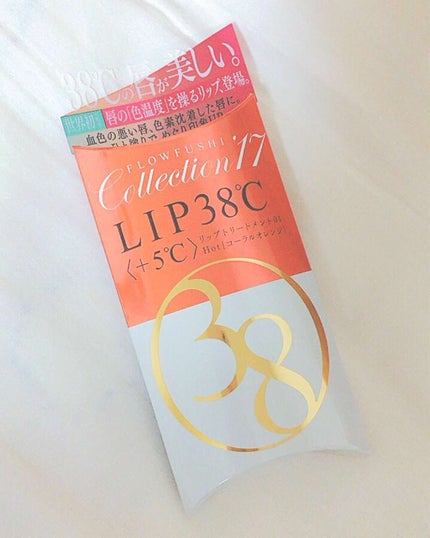 38℃の唇が美しい。
世界初* 唇の「色温度」を操るリップ、登場。
血色の悪い唇、色素沈着した唇に。
FLOWFUSHI
Collection '17
LIP38℃
〈+5℃〉 リップトリートメント01
Hot [コーラルオレンジ]
38